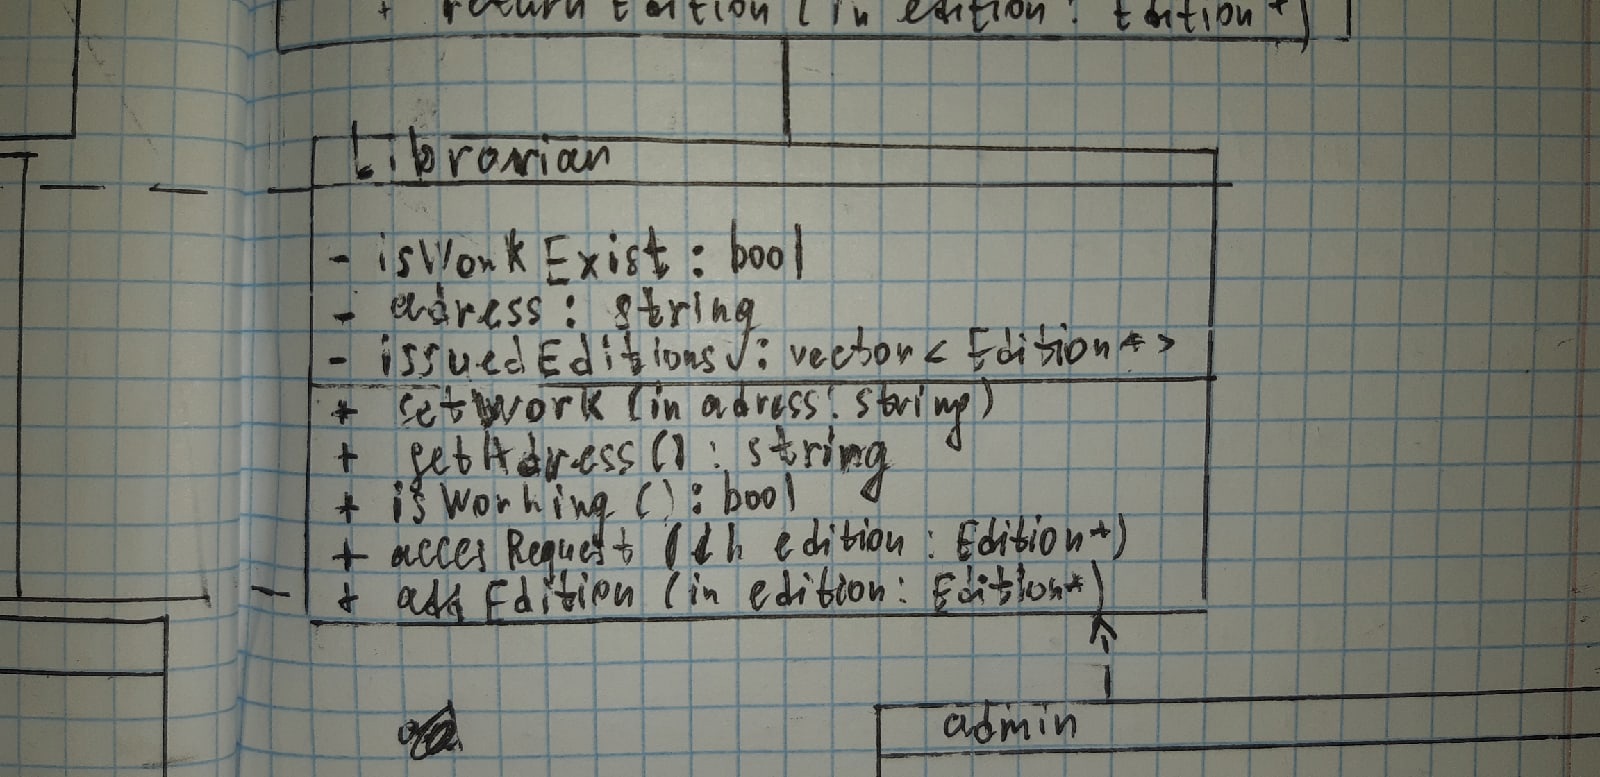 + return Edition (in edition: Edition*)
Librarian
- isWorkExist : bool
- adress : string
- issuedEditions : vector < Edition* >
+ setWork (in adress: string)
+ getAdress () : string
+ isWorking () : bool
+ accesRequest (in edition : Edition*)
+ addEdition (in edition: Edition*)
admin